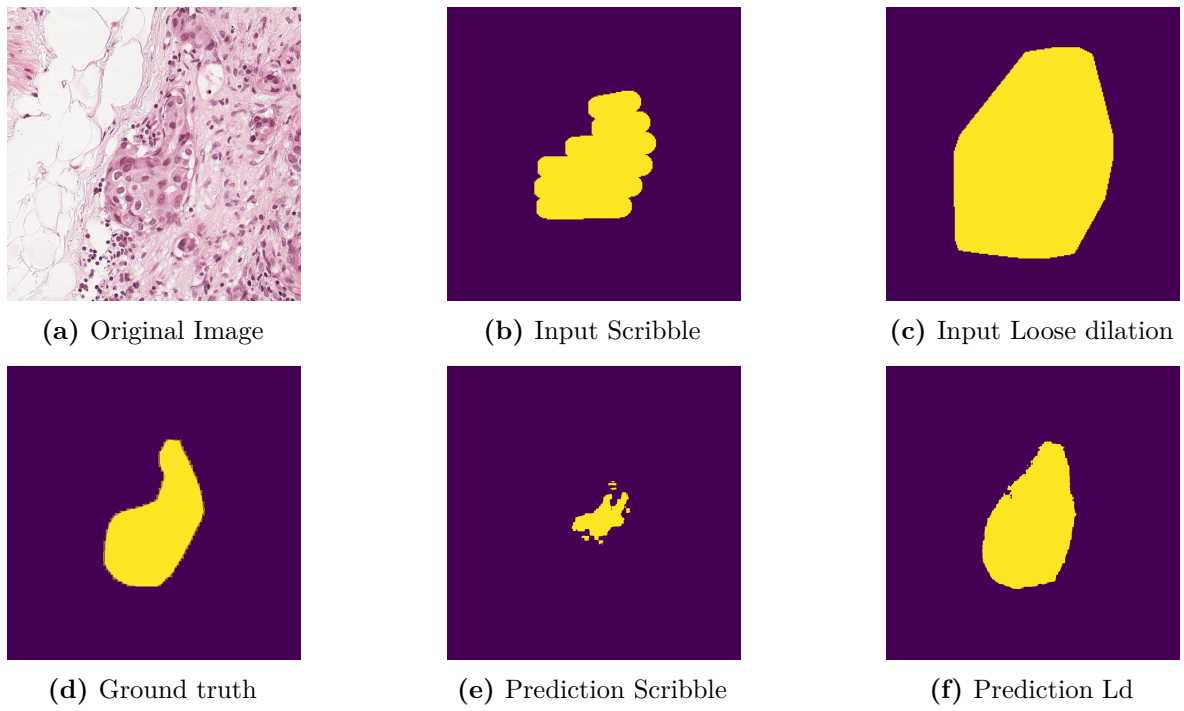 (a) Original Image
(b) Input Scribble
(c) Input Loose dilation
(d) Ground truth
(e) Prediction Scribble
(f) Prediction Ld